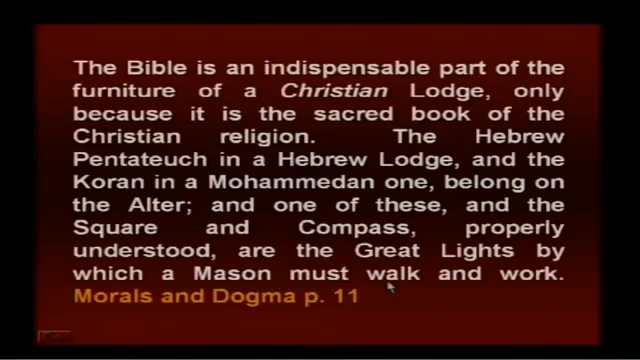 The Bible is an indispensable part of the
furniture of a Christian Lodge, only
because it is the sacred book of the
Christian religion. The Hebrew
Pentateuch in a Hebrew Lodge, and the
Koran in a Mohammedan one, belong on
the Alter; and one of these, and the
Square and Compass, properly
understood, are the Great Lights by
which a Mason must walk and work.
Morals and Dogma p. 11